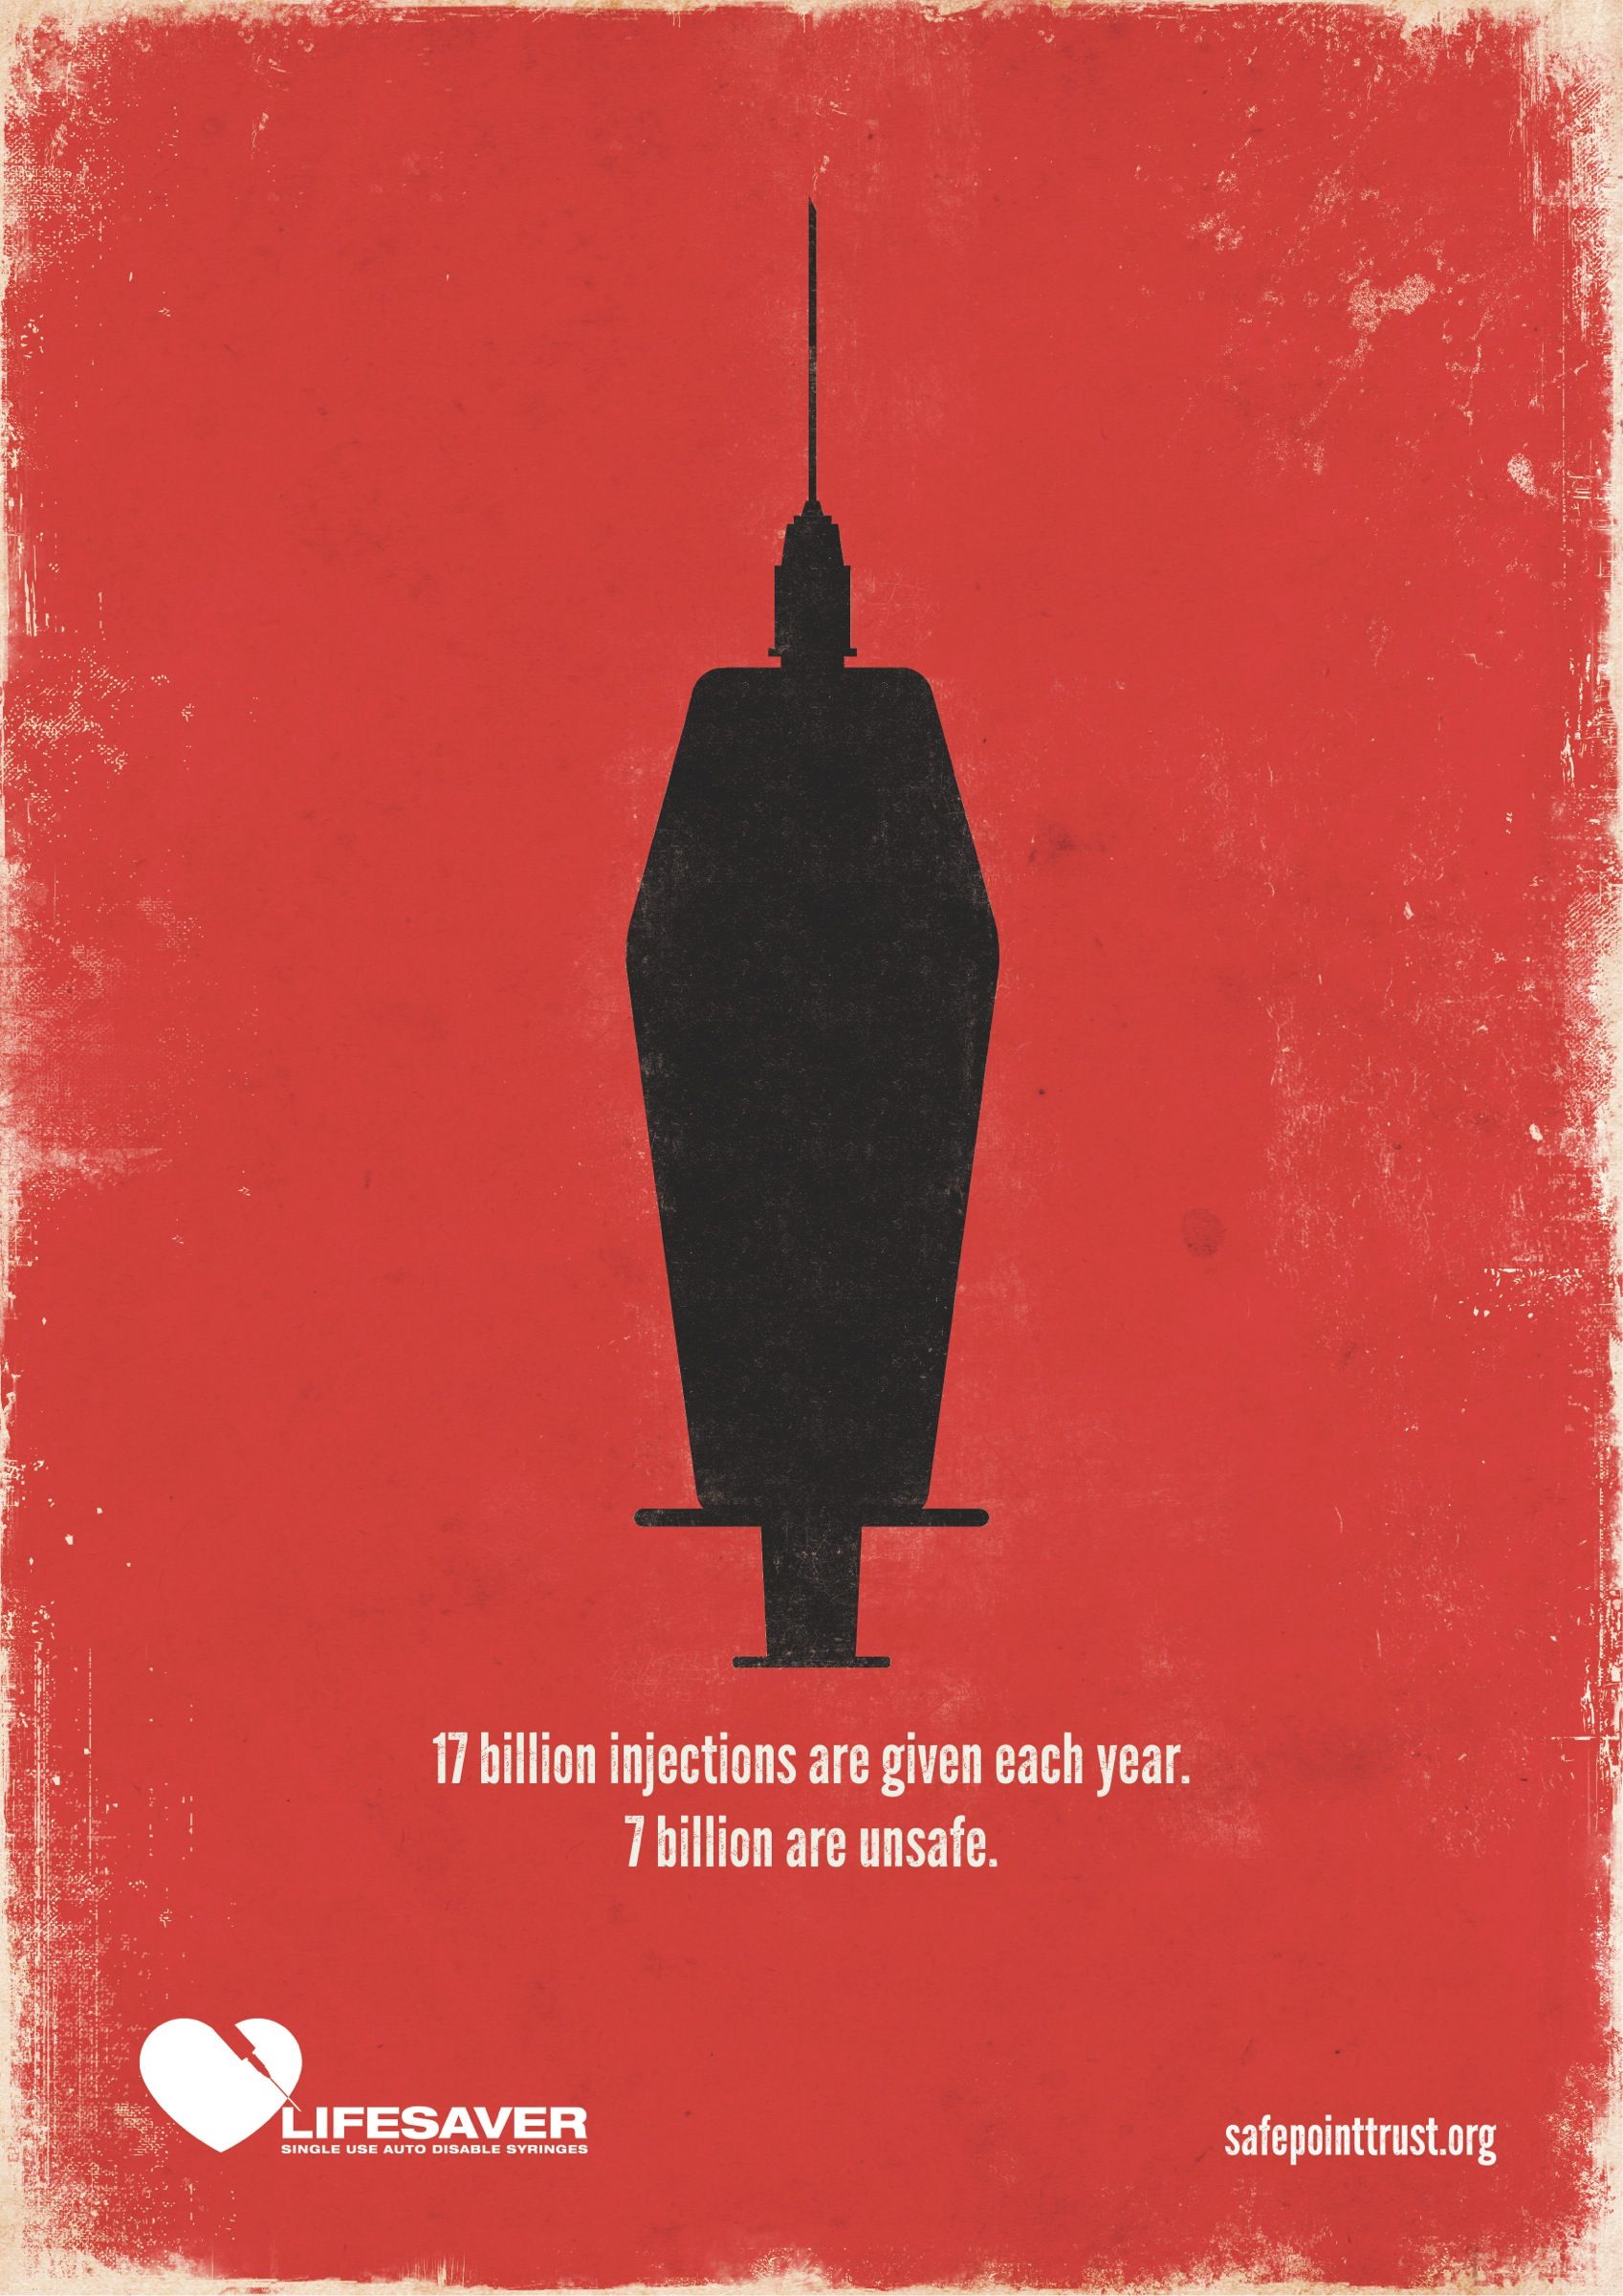 17 billion injections are given each year.
7 billion are unsafe.
LIFESAVER
SINGLE USE AUTO DISABLE SYRINGES
safepointtrust.org